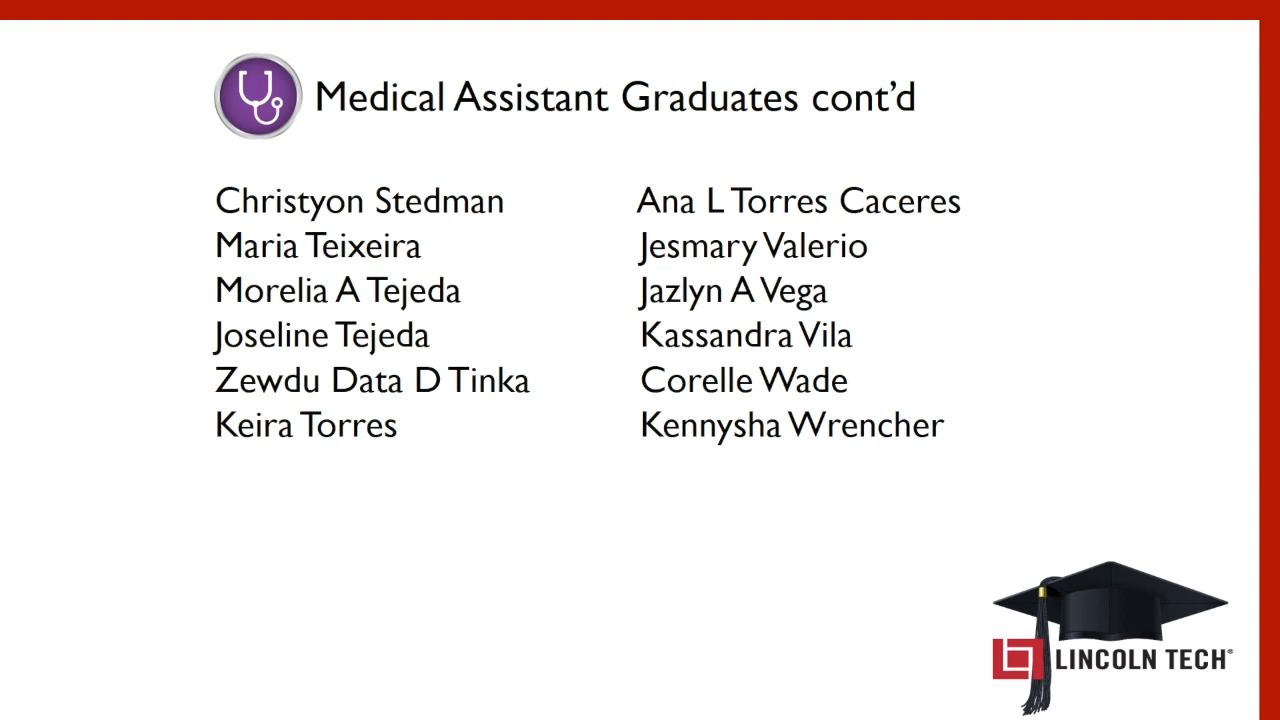 Medical Assistant Graduates cont’d
Christyon Stedman
Maria Teixeira
Morelia A Tejeda
Joseline Tejeda
Zewdu Data D Tinka
Keira Torres
Ana L Torres Caceres
Jesmary Valerio
Jazlyn A Vega
Kassandra Vila
Corelle Wade
Kennysha Wrencher
LINCOLN TECH®